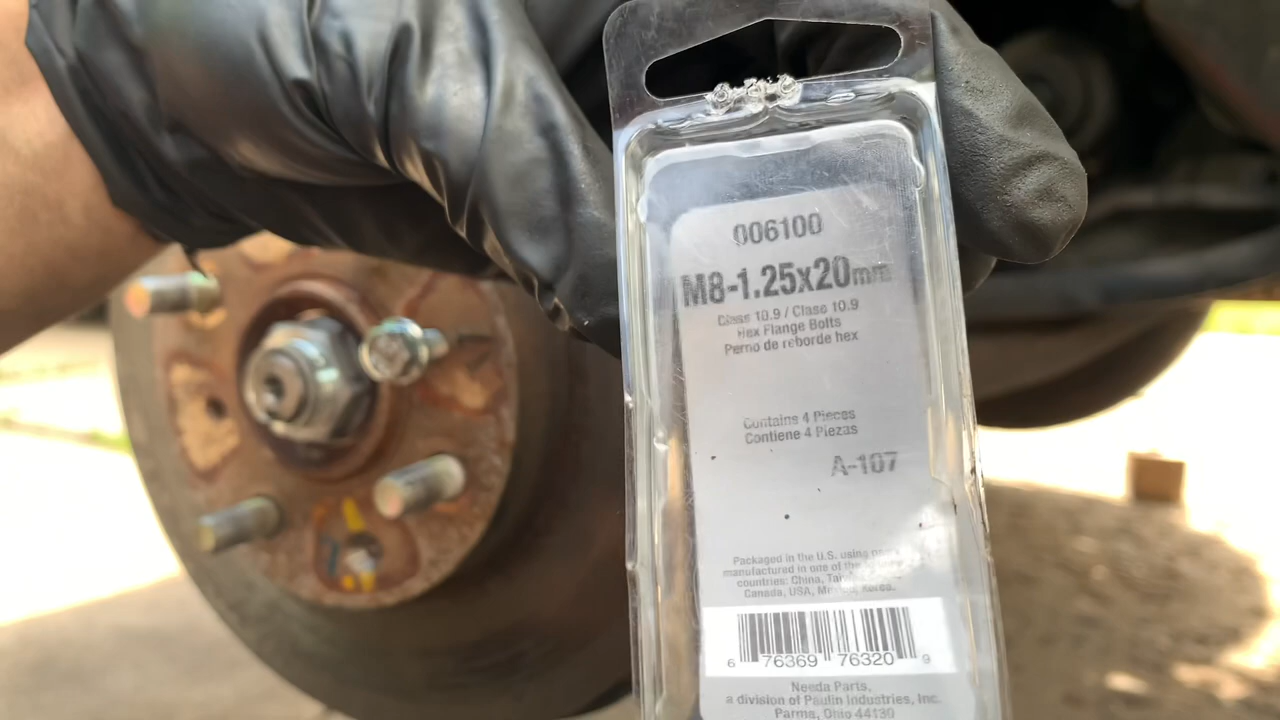 006100
M8-1.25x20mm
Class 10.9 / Clase 10.9
Hex Flange Bolts
Perno de reborde hex
Contains 4 Pieces
Contiene 4 Piezas
A-107
Packaged in the U.S. using
manufactured in one of the
countries: China,
Canada, USA, Mexico, Korea.
6 76369 76320 9
Needa Parts,
a division of Paulin Industries, Inc.
Parma, Ohio 44130